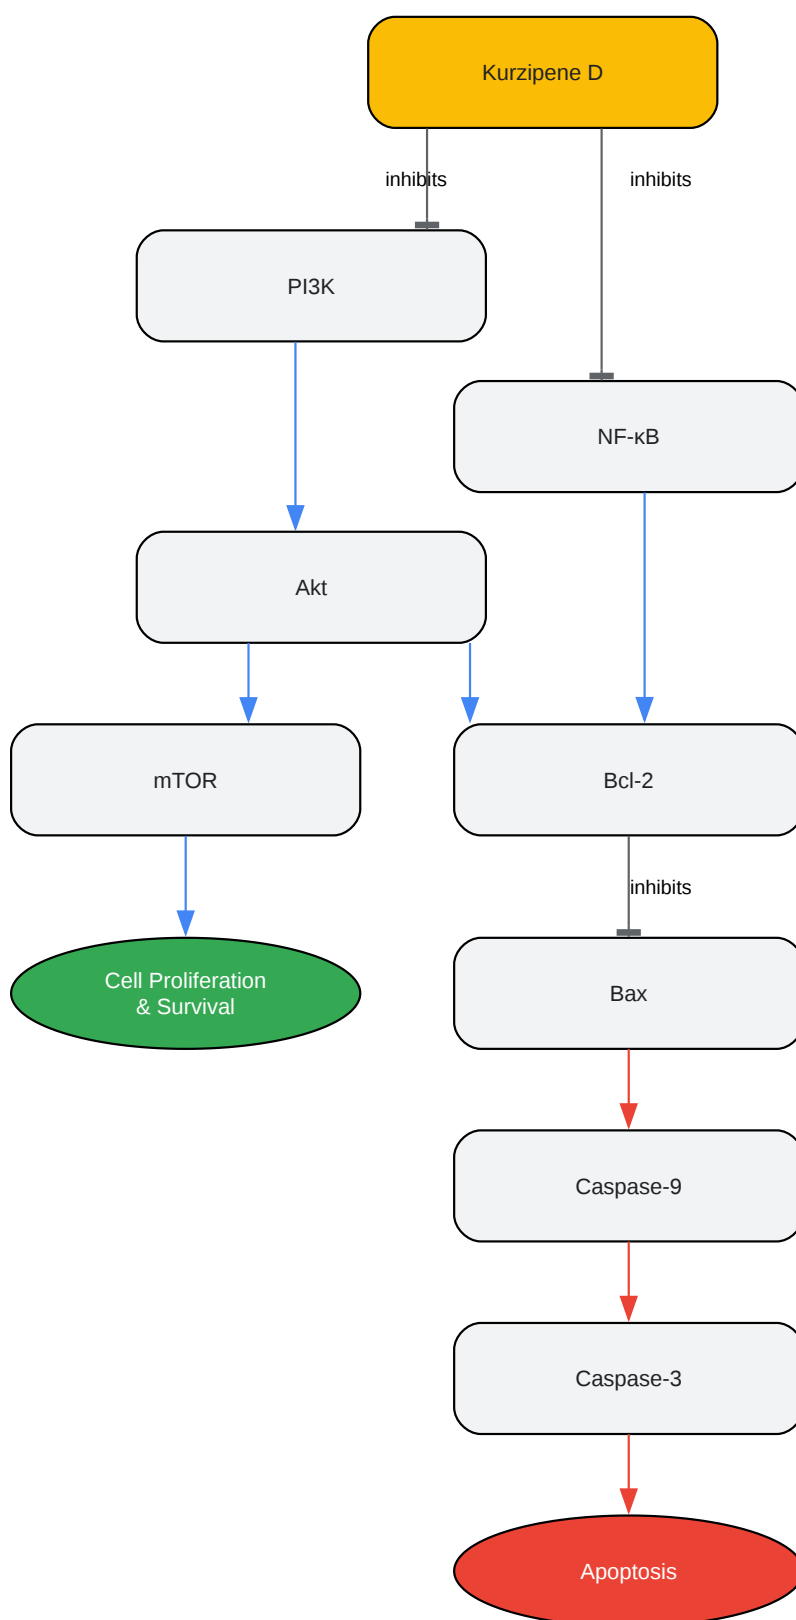 Kurzipene D
inhibits
inhibits
PI3K
NF-κB
Akt
mTOR
Bcl-2
inhibits
Cell Proliferation
& Survival
Bax
Caspase-9
Caspase-3
Apoptosis